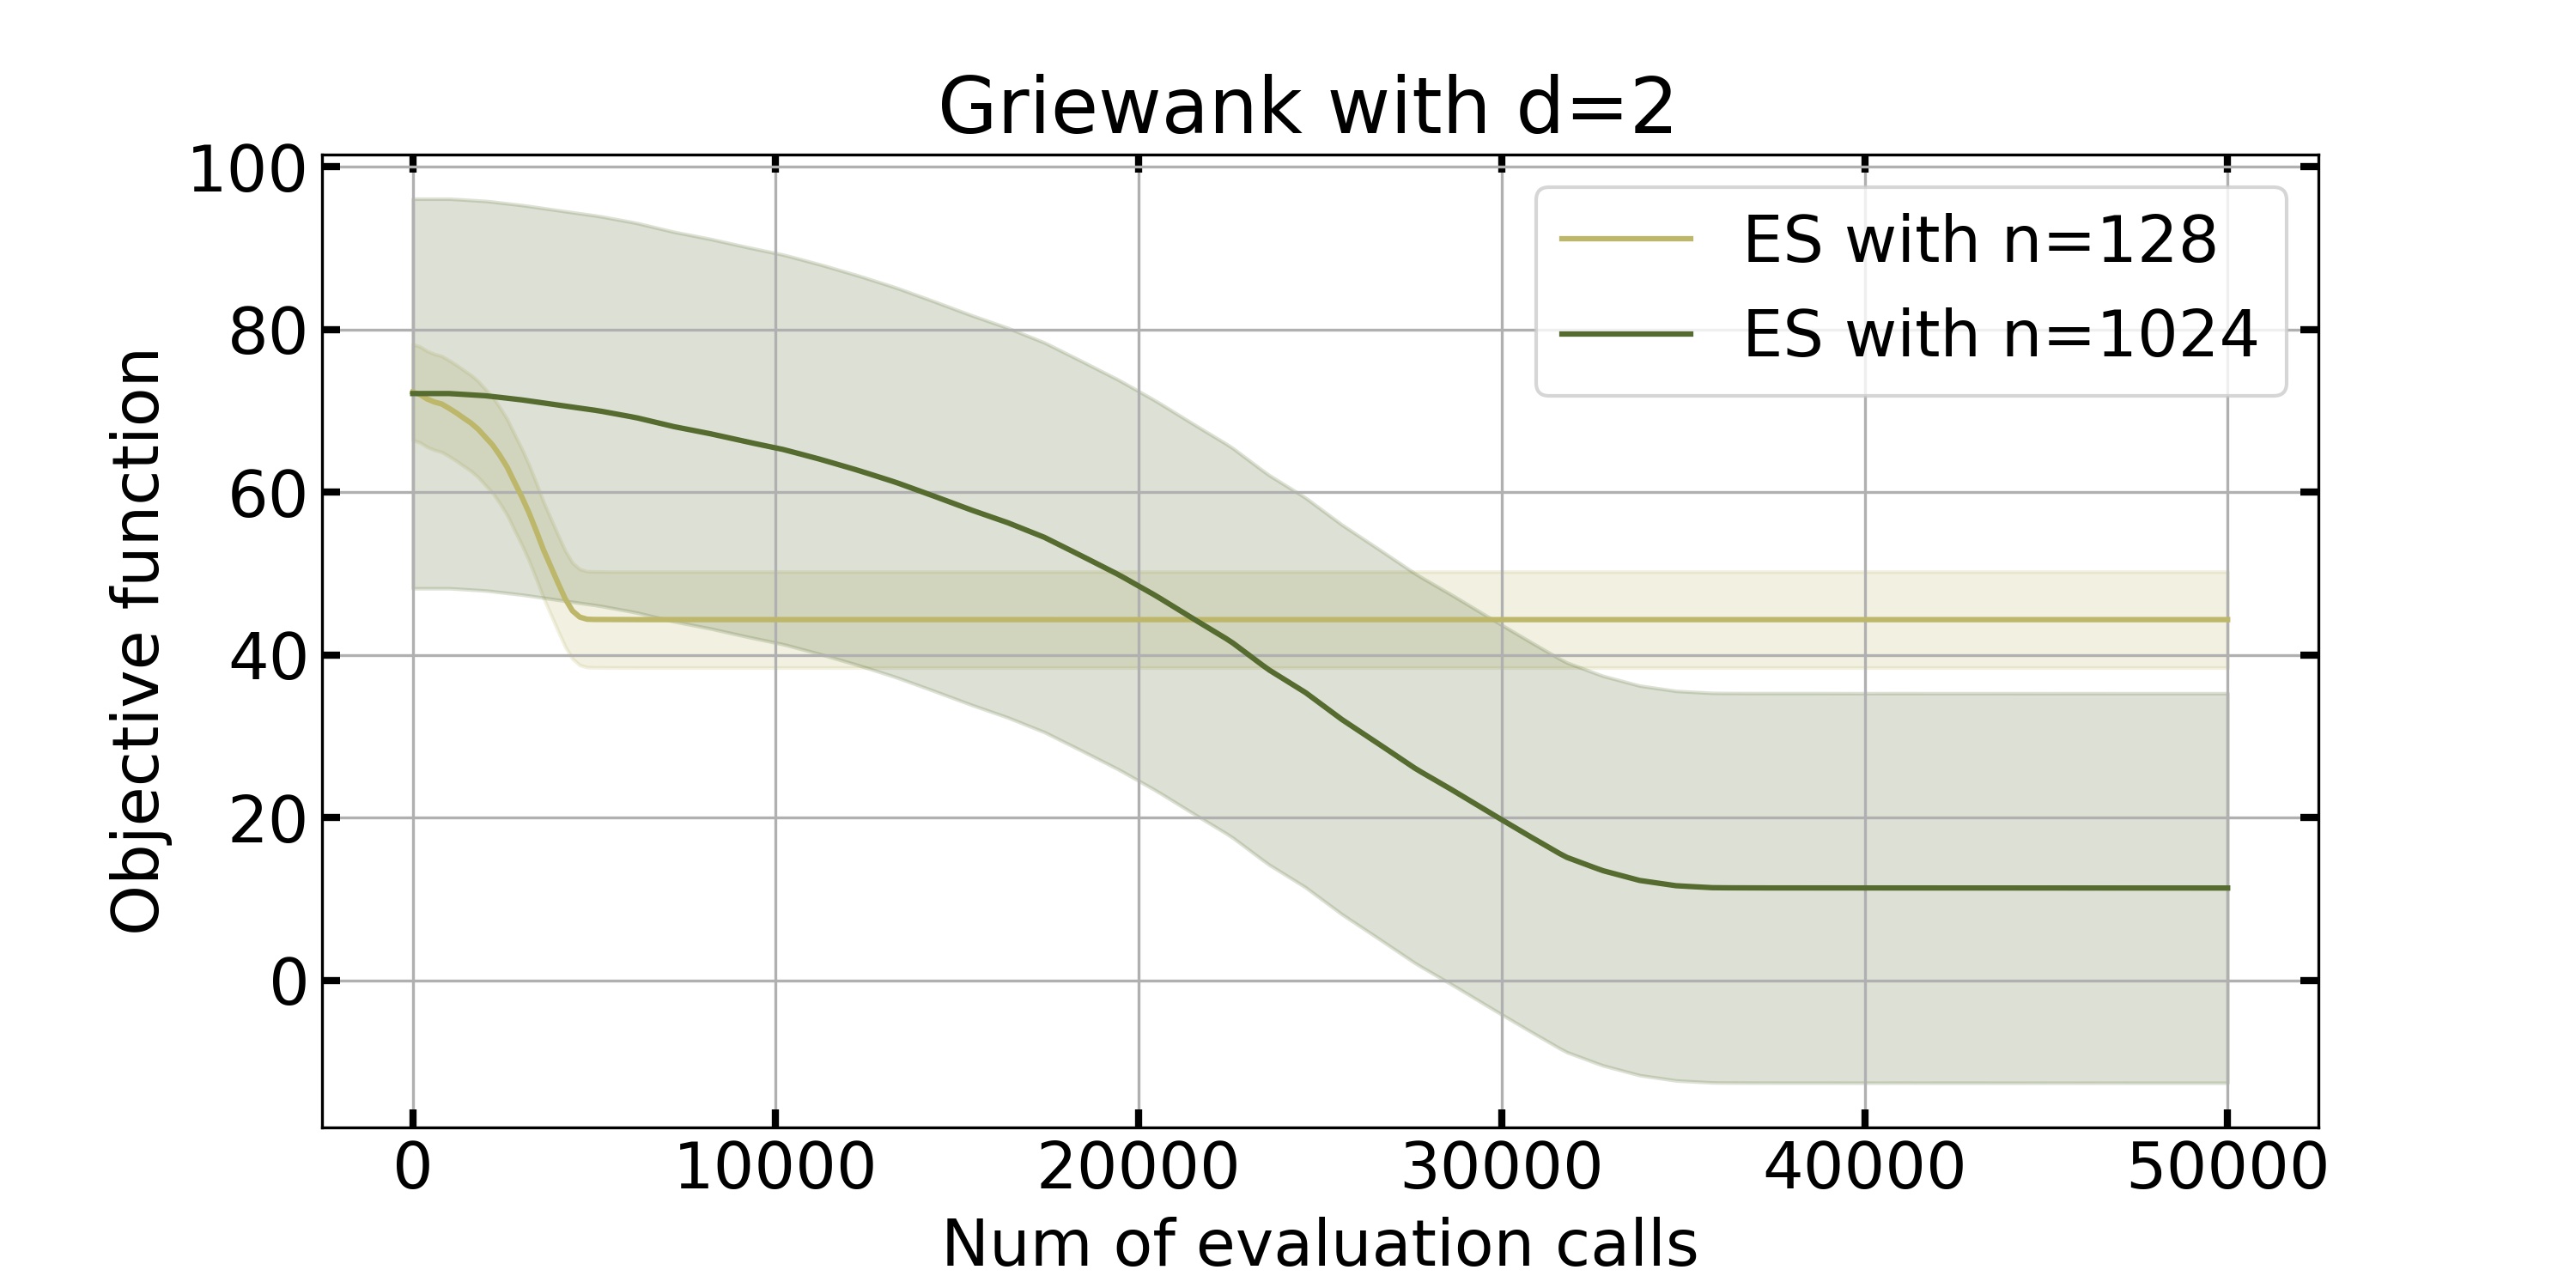 Griewank with d=2
100
80
60
40
20
0
Objective function
ES with n=128
ES with n=1024
0 10000 20000 30000 40000 50000
Num of evaluation calls